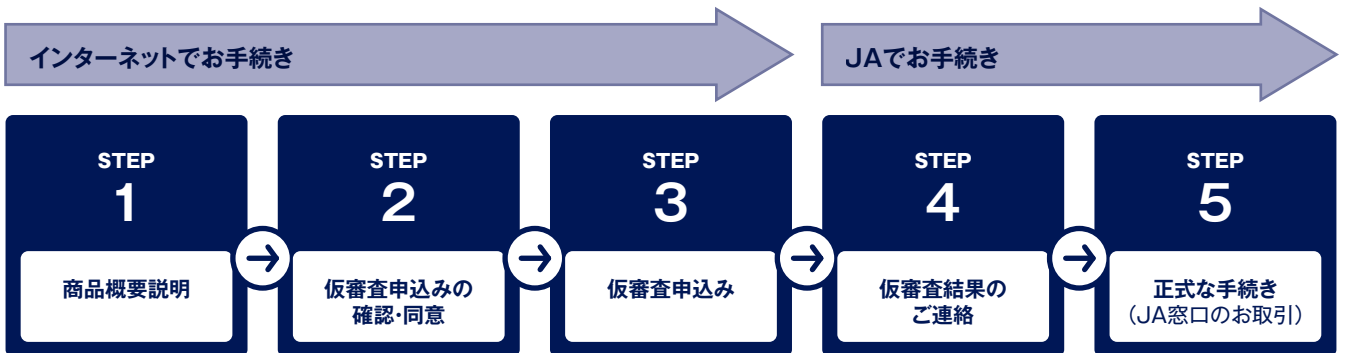 インターネットでお手続き
JAでお手続き
STEP
1
商品概要説明
STEP
2
仮審査申込みの
確認・同意
STEP
3
仮審査申込み
STEP
4
仮審査結果の
ご連絡
STEP
5
正式な手続き
（JA窓口のお取引）